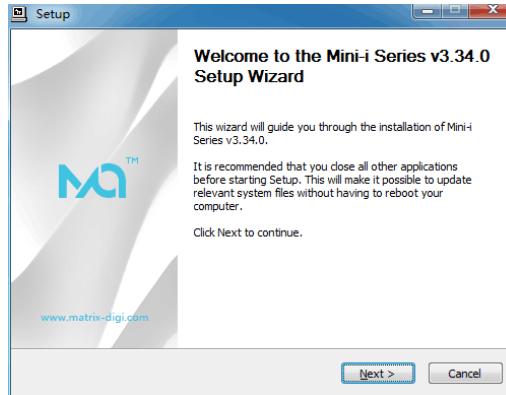 Setup
Welcome to the Mini-i Series v3.34.0
Setup Wizard
This wizard will guide you through the installation of Mini-i
Series v3.34.0.
It is recommended that you close all other applications
before starting Setup. This will make it possible to update
relevant system files without having to reboot your
computer.
Click Next to continue.
MA™
www.matrix-digi.com
Next >
Cancel